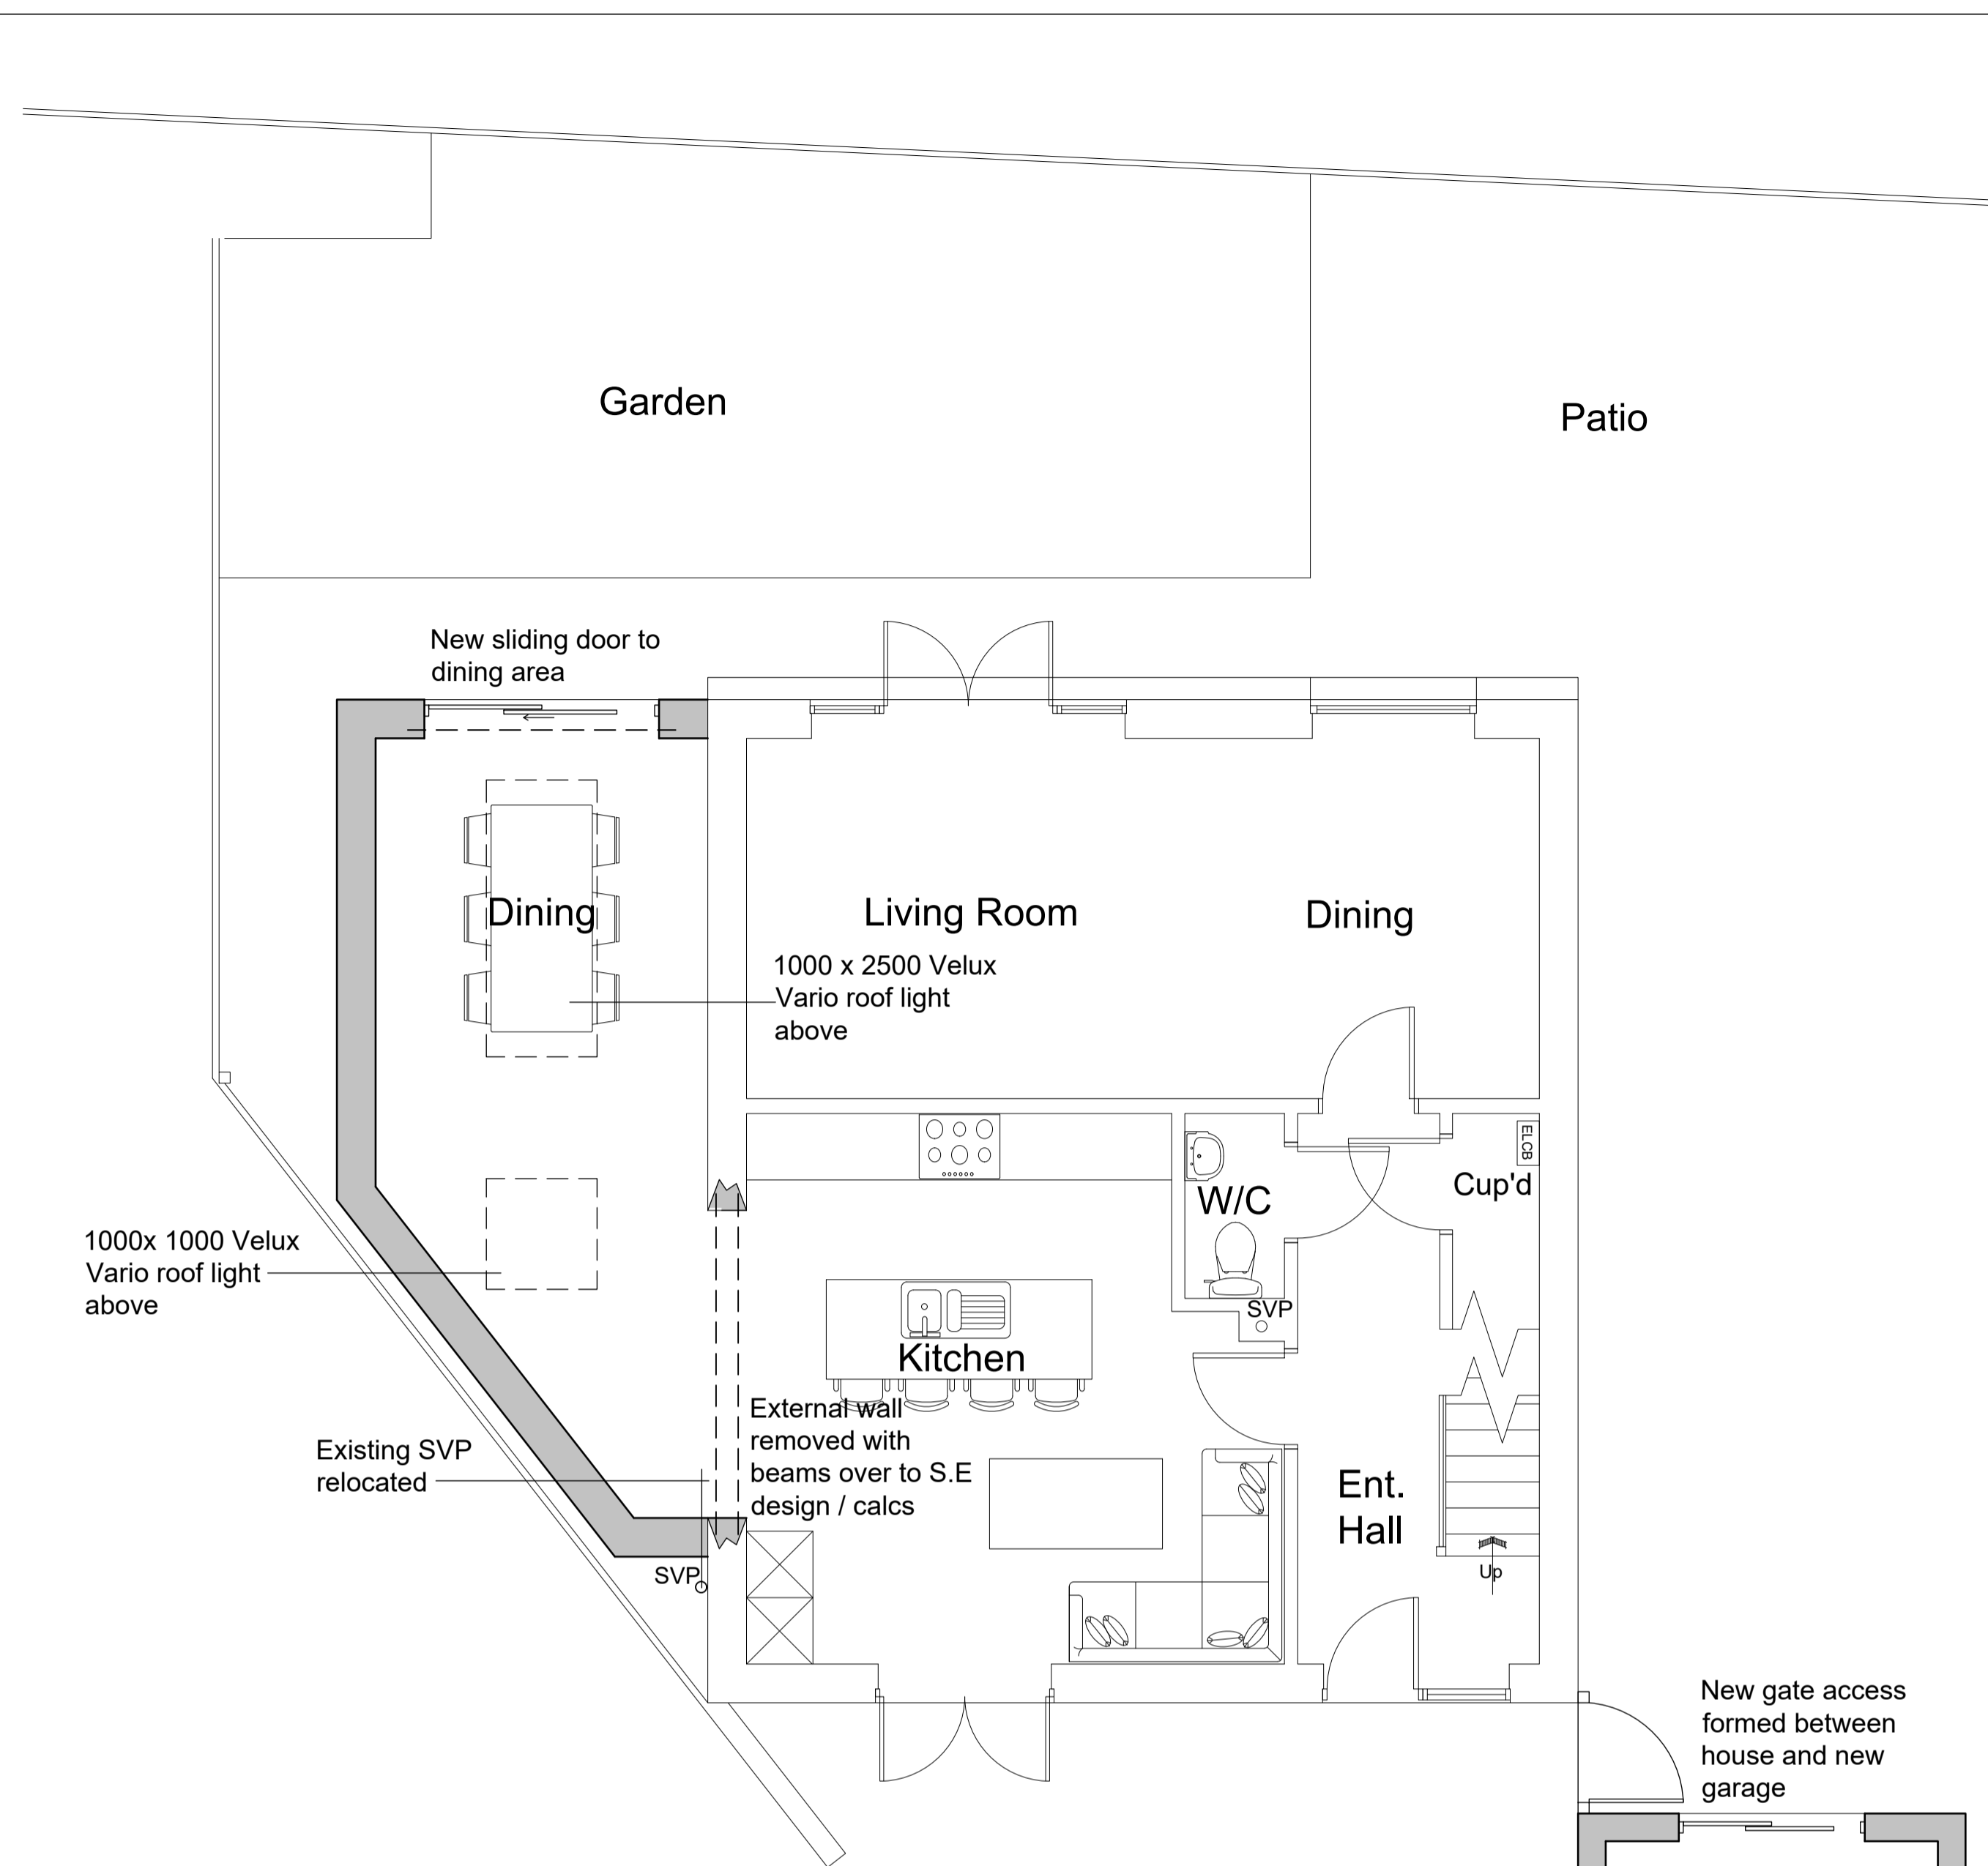 Garden
Patio
New sliding door to
dining area
Dining
Living Room
Dining
1000 x 2500 Velux
Vario roof light
above
ELCB
Cup'd
W/C
1000x 1000 Velux
Vario roof light
above
SVP
Kitchen
External wall
removed with
beams over to S.E
design / calcs
Existing SVP
relocated
Ent.
Hall
Up
SVP
New gate access
formed between
house and new
garage